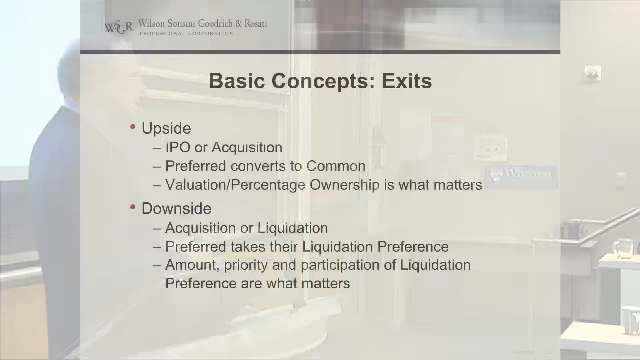 WSGR Wilson Sonsini Goodrich & Rosati
PROFESSIONAL CORPORATION
Basic Concepts: Exits
• Upside
– IPO or Acquisition
– Preferred converts to Common
– Valuation/Percentage Ownership is what matters
• Downside
– Acquisition or Liquidation
– Preferred takes their Liquidation Preference
– Amount, priority and participation of Liquidation
Preference are what matters
Wharton